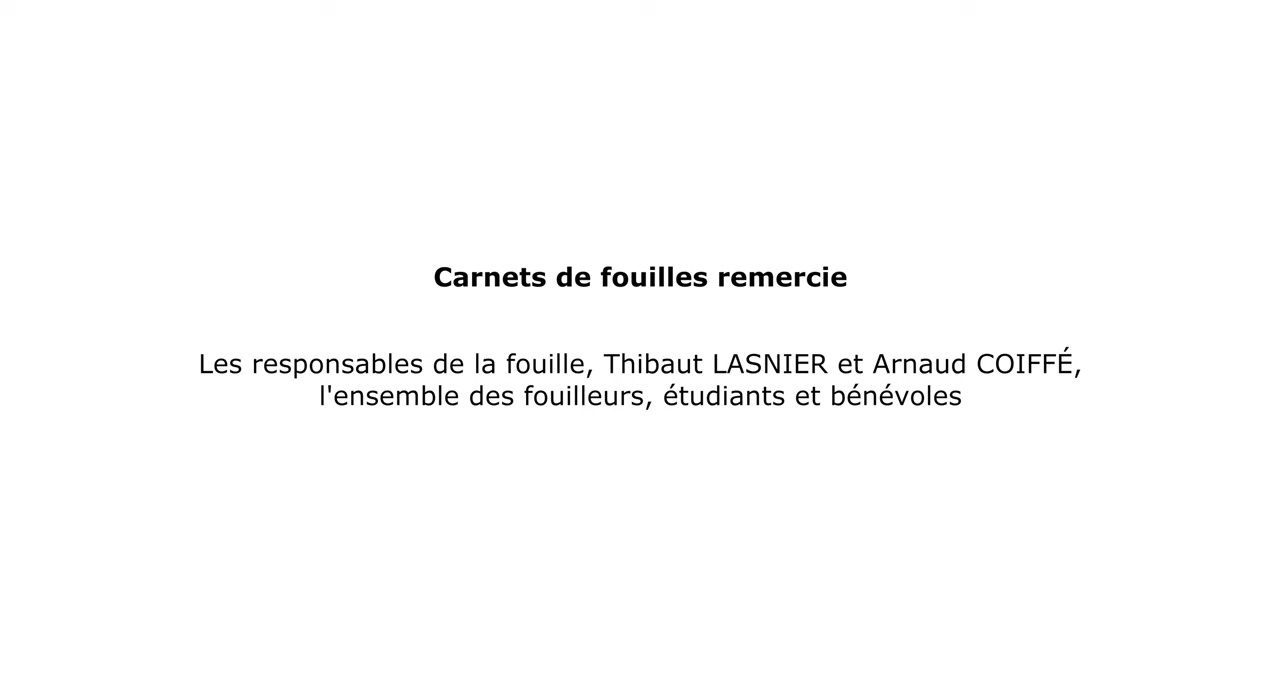 Carnets de fouilles remercie
Les responsables de la fouille, Thibaut LASNIER et Arnaud COIFFÉ,
l'ensemble des fouilleurs, étudiants et bénévoles